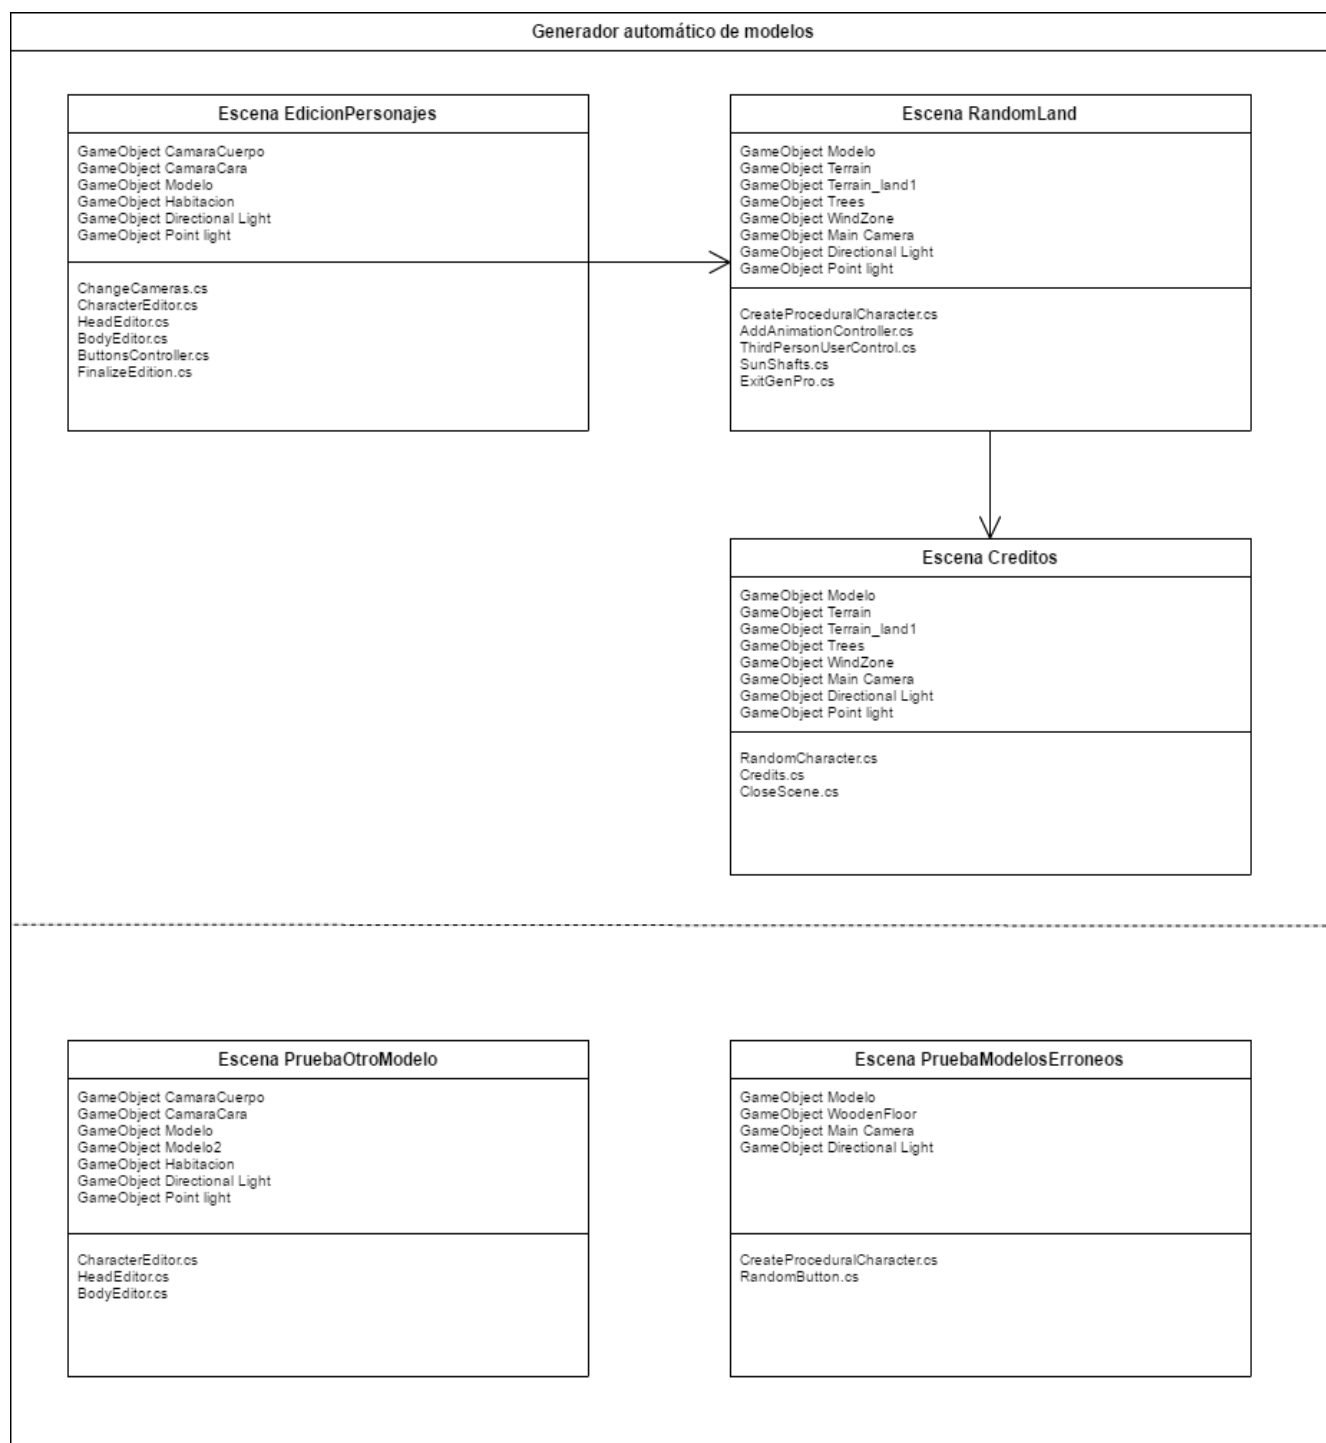 Generador automático de modelos
Escena EdicionPersonajes
GameObject CamaraCuerpo
GameObject CamaraCara
GameObject Modelo
GameObject Habitacion
GameObject Directional Light
GameObject Point light
ChangeCameras.cs
CharacterEditor.cs
HeadEditor.cs
BodyEditor.cs
ButtonsController.cs
FinalizeEdition.cs
Escena RandomLand
GameObject Modelo
GameObject Terrain
GameObject Terrain_land1
GameObject Trees
GameObject WindZone
GameObject Main Camera
GameObject Directional Light
GameObject Point light
CreateProceduralCharacter.cs
AddAnimationController.cs
ThirdPersonUserControl.cs
SunShafts.cs
ExitGenPro.cs
Escena Creditos
GameObject Modelo
GameObject Terrain
GameObject Terrain_land1
GameObject Trees
GameObject WindZone
GameObject Main Camera
GameObject Directional Light
GameObject Point light
RandomCharacter.cs
Credits.cs
CloseScene.cs
Escena PruebaOtroModelo
GameObject CamaraCuerpo
GameObject CamaraCara
GameObject Modelo
GameObject Modelo2
GameObject Habitacion
GameObject Directional Light
GameObject Point light
CharacterEditor.cs
HeadEditor.cs
BodyEditor.cs
Escena PruebaModelosErroneos
GameObject Modelo
GameObject WoodenFloor
GameObject Main Camera
GameObject Directional Light
CreateProceduralCharacter.cs
RandomButton.cs